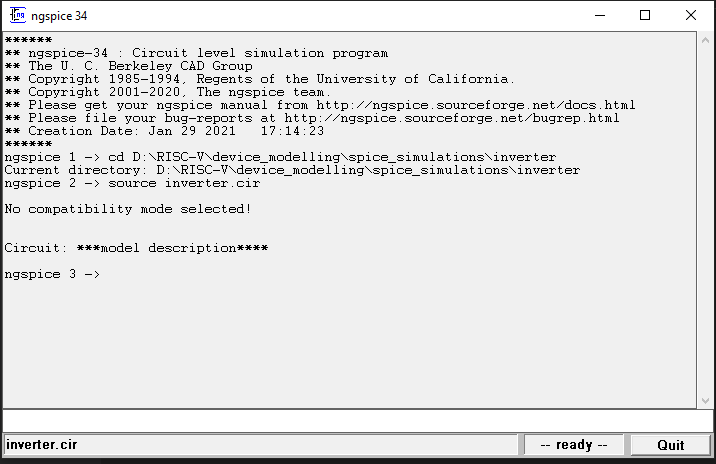 ngspice 34
******
** ngspice-34 : Circuit level simulation program
** The U. C. Berkeley CAD Group
** Copyright 1985-1994, Regents of the University of California.
** Copyright 2001-2020, The ngspice team.
** Please get your ngspice manual from http://ngspice.sourceforge.net/docs.html
** Please file your bug-reports at http://ngspice.sourceforge.net/bugrep.html
** Creation Date: Jan 29 2021   17:14:23
******
ngspice 1 -> cd D:\RISC-V\device_modelling\spice_simulations\inverter
Current directory: D:\RISC-V\device_modelling\spice_simulations\inverter
ngspice 2 -> source inverter.cir
No compatibility mode selected!
Circuit: ***model description****
ngspice 3 ->
inverter.cir
-- ready --
Quit